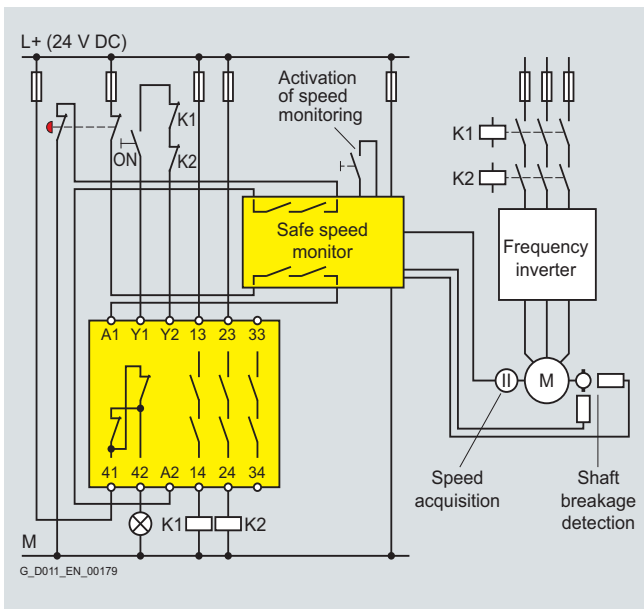 L+ (24 V DC)
Activation
of speed
monitoring
K1
ON
K2
K1
K2
Safe speed
monitor
Frequency
inverter
A1 Y1 Y2 13 23 33
II
M
41 42 A2 14 24 34
Speed
acquisition
Shaft
breakage
detection
K1 K2
M
G_D011_EN_00179